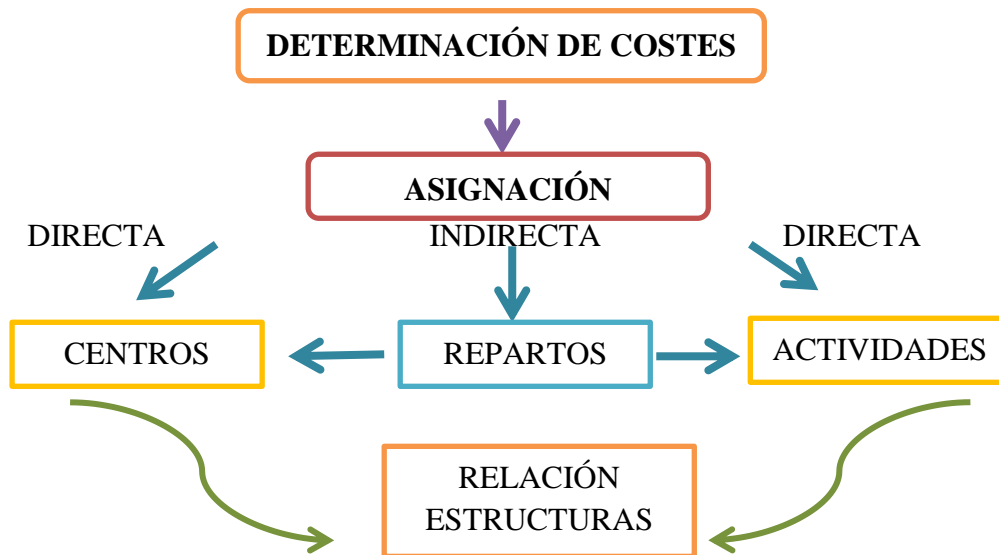 DETERMINACIÓN DE COSTES
ASIGNACIÓN
DIRECTA
INDIRECTA
DIRECTA
CENTROS
REPARTOS
ACTIVIDADES
RELACIÓN
ESTRUCTURAS